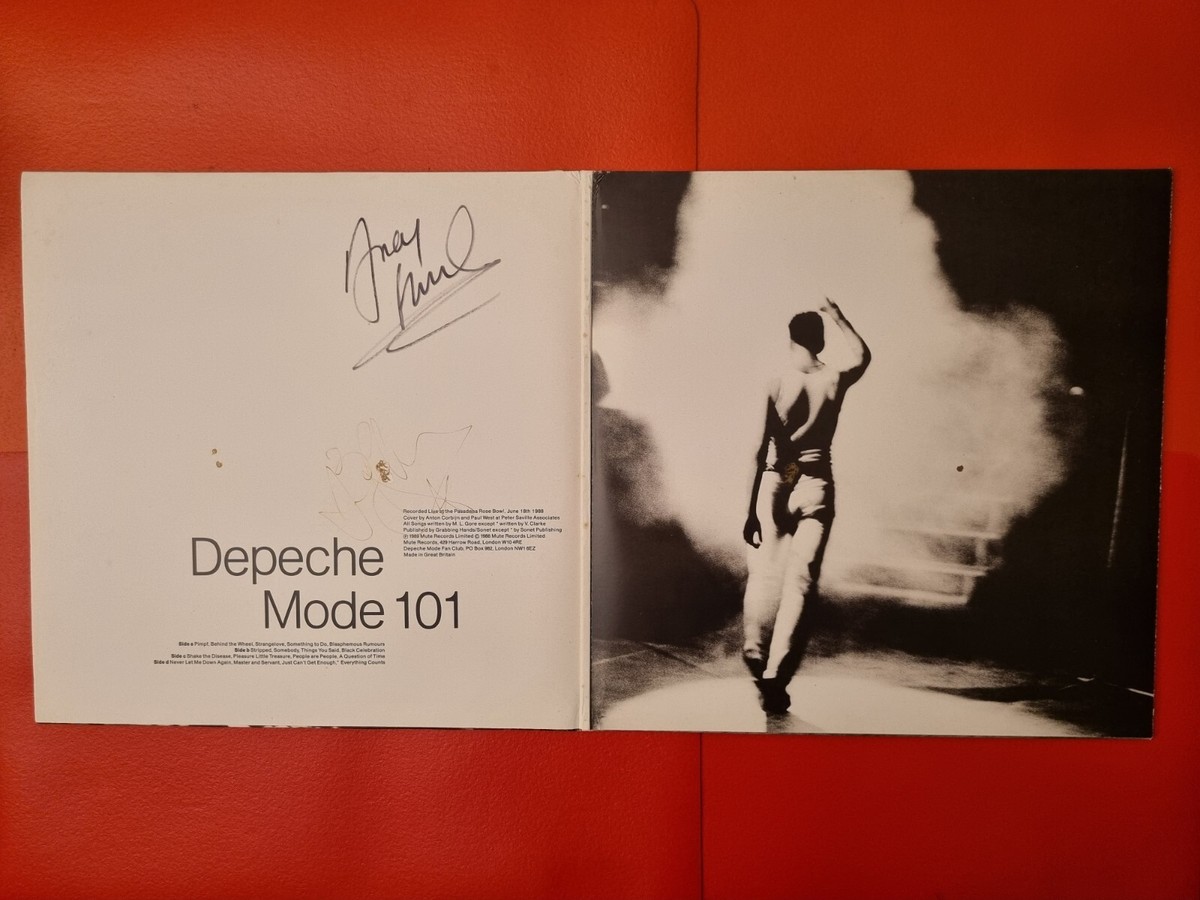 Andy
Recorded Live at the Pasadena Rose Bowl, June 18th 1988
Cover by Anton Corbijn and Paul West at Peter Saville Associates
All Songs written by M. L. Gore except * written by V. Clarke
Published by Grabbing Hands/Sonet except * by Sonet Publishing
℗ 1989 Mute Records Limited © 1988 Mute Records Limited.
Mute Records, 429 Harrow Road, London W10 4RE
Depeche Mode Fan Club, PO Box 982, London NW1 8EZ
Made in Great Britain
Depeche
Mode 101
Side a Pimpf, Behind the Wheel, Strangelove, Something to Do, Blasphemous Rumours
Side b Stripped, Somebody, Things You Said, Black Celebration
Side c Shake the Disease, Pleasure Little Treasure, People are People, A Question of Time
Side d Never Let Me Down Again, Master and Servant, Just Can't Get Enough,* Everything Counts